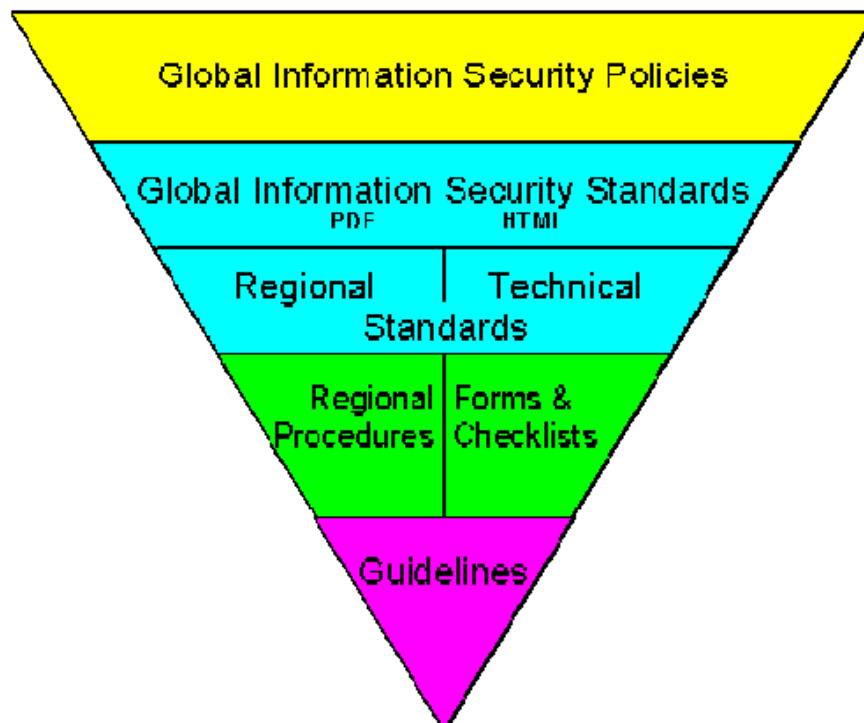 Global Information Security Policies
Global Information Security Standards
PDF HTML
Regional Technical
Standards
Regional
Procedures
Forms &
Checklists
Guidelines